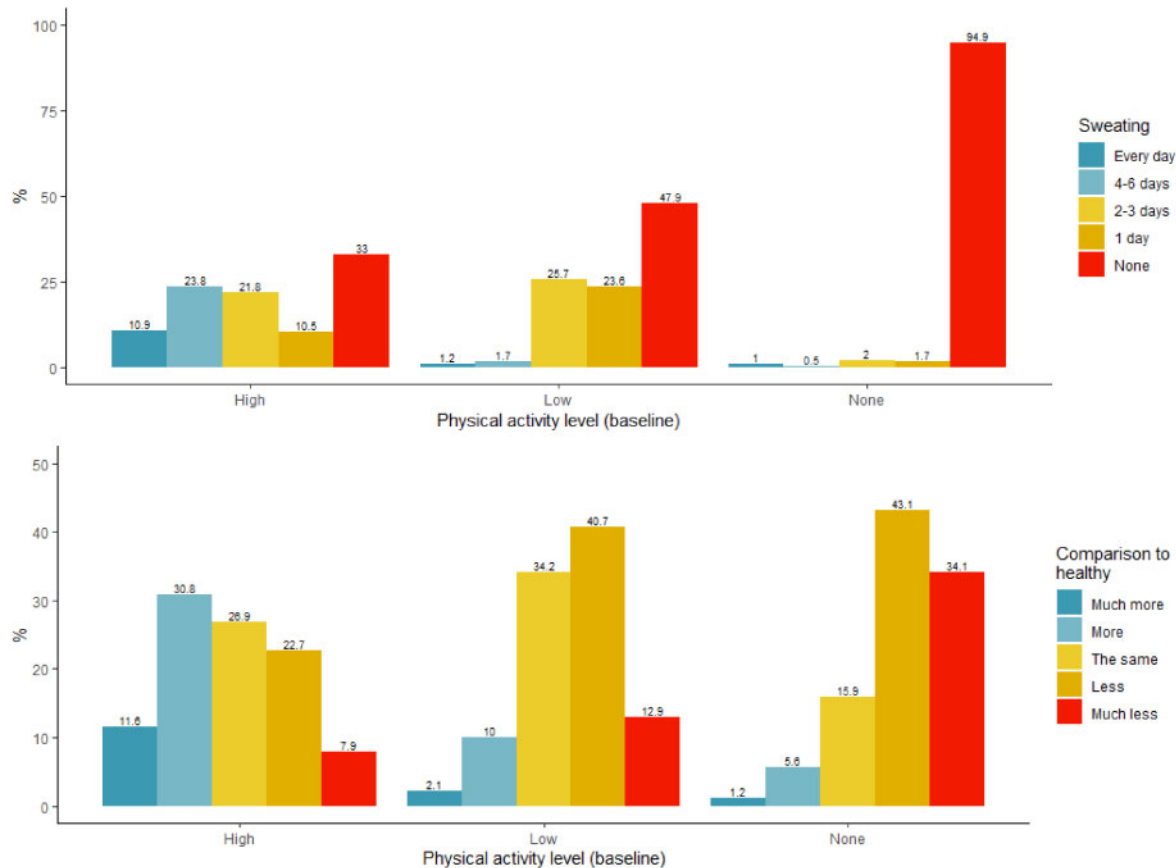 100
94.9
75
Sweating
Every day
4-6 days
2-3 days
1 day
None
%
50
47.9
33
25
23.8
21.8
25.7
23.6
10.9
10.5
1.2
1.7
1
0.5
2
1.7
0
High
Low
None
Physical activity level (baseline)
50
43.1
40.7
40
34.2
34.1
Comparison to
healthy
Much more
More
The same
Less
Much less
30.8
30
26.9
22.7
%
20
15.9
11.6
12.9
10
10
7.9
5.6
2.1
1.2
0
High
Low
None
Physical activity level (baseline)